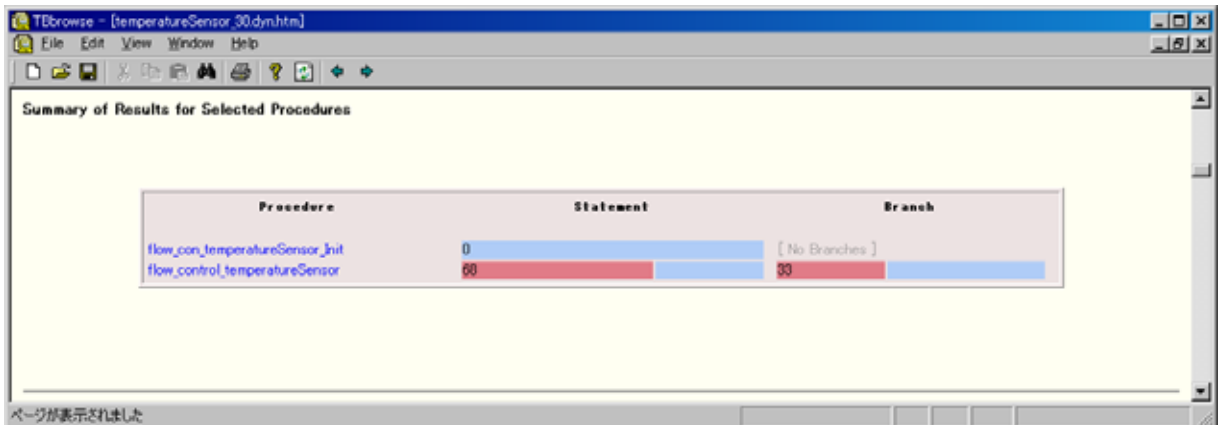 TBbrowse - [temperatureSensor_30.dyn.htm]
File Edit View Window Help
Summary of Results for Selected Procedures
Procedure Statement Branch
flow_con_temperatureSensor_Init 0 [ No Branches ]
flow_control_temperatureSensor 68 33
ページが表示されました